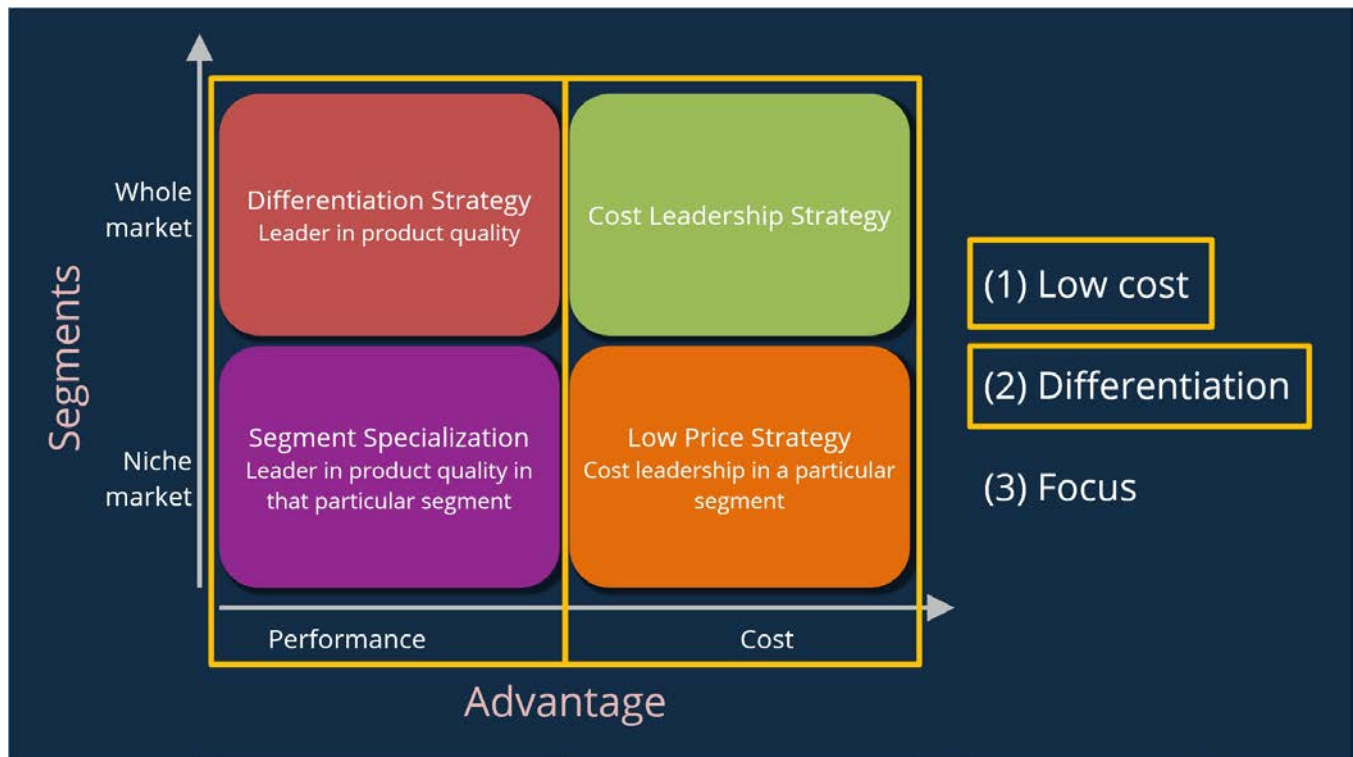 Segments
Whole
market
Niche
market
Differentiation Strategy
Leader in product quality
Cost Leadership Strategy
Segment Specialization
Leader in product quality in
that particular segment
Low Price Strategy
Cost leadership in a particular
segment
Performance
Cost
Advantage
(1) Low cost
(2) Differentiation
(3) Focus